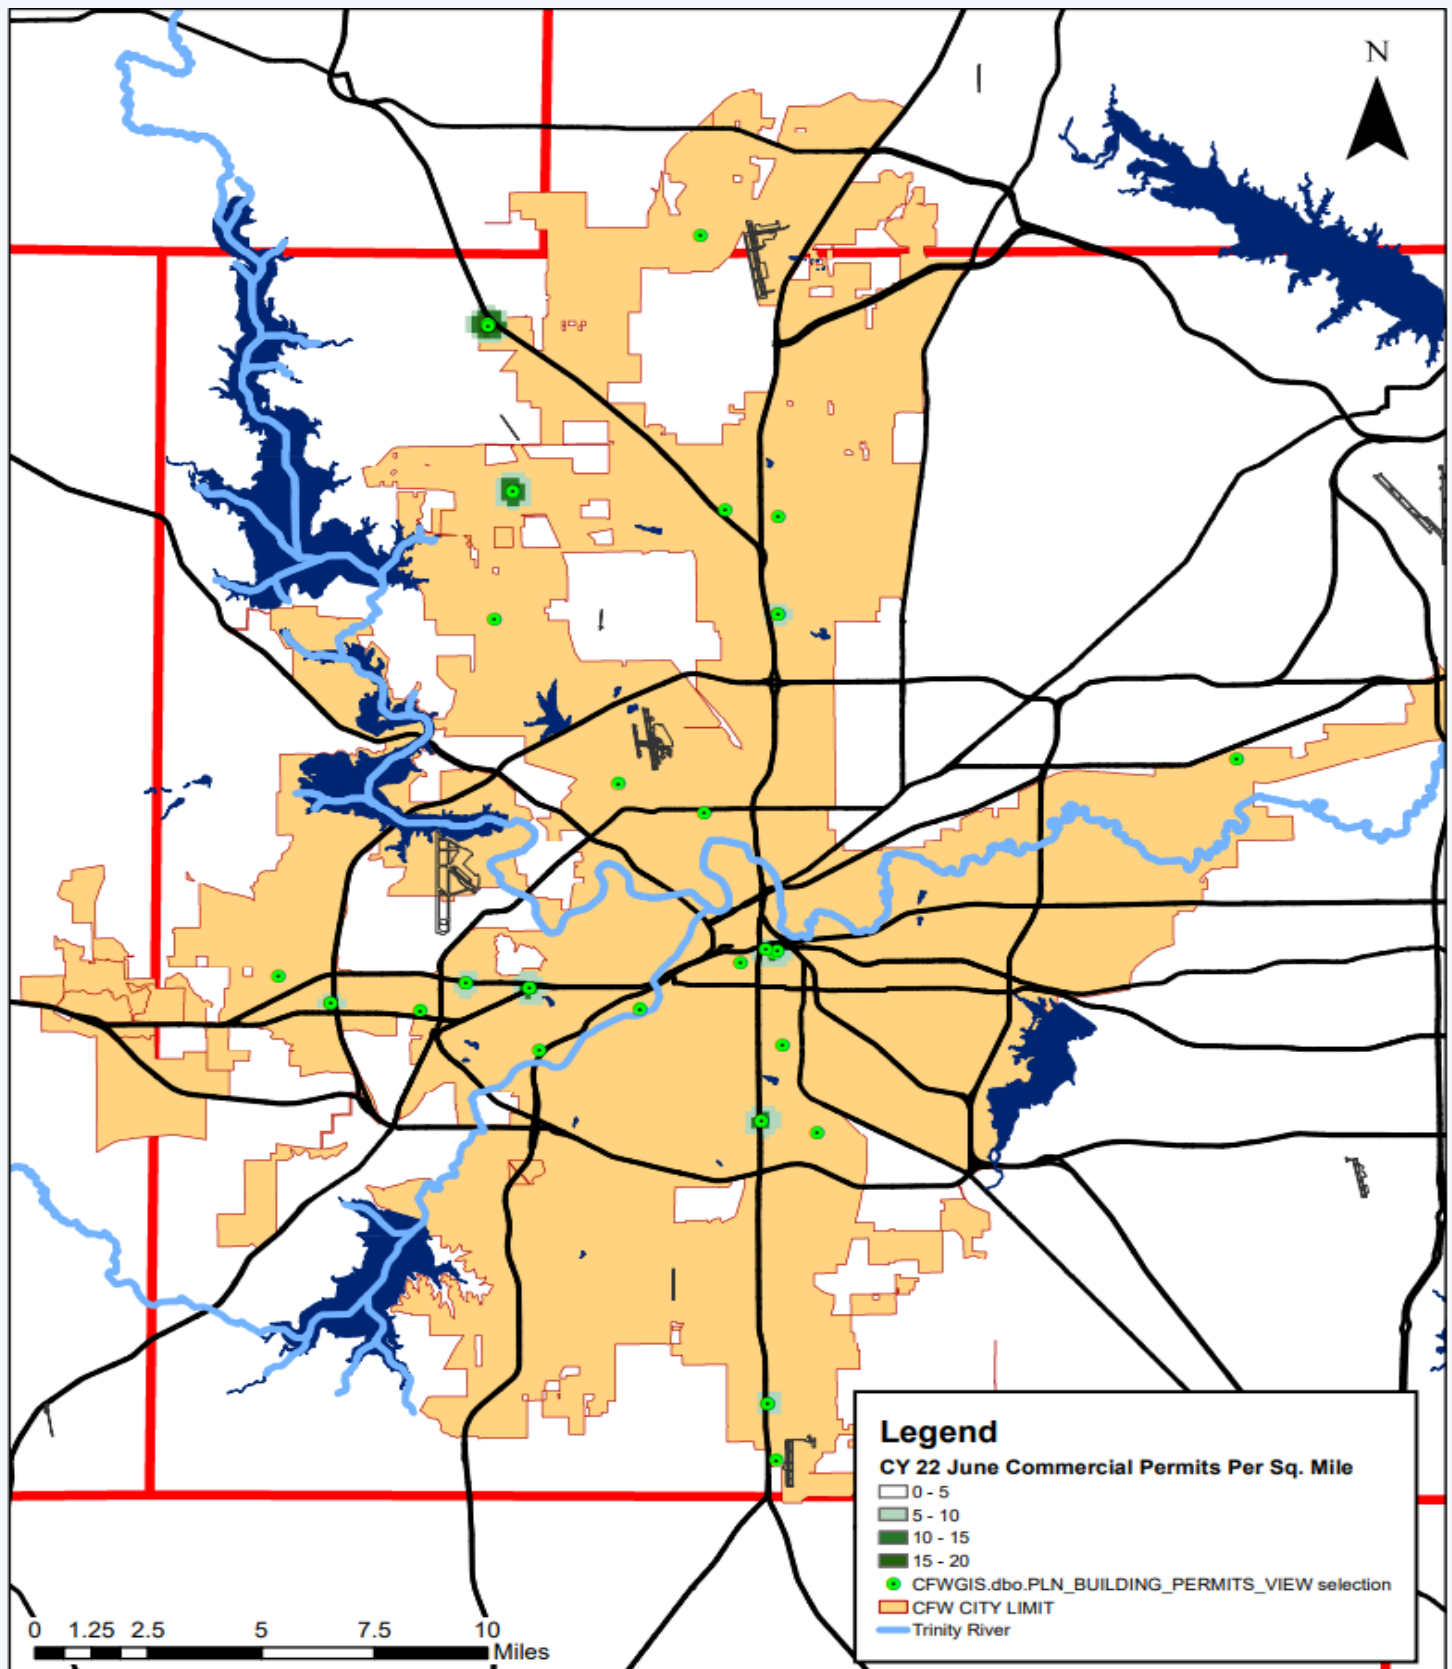 N
Legend
CY 22 June Commercial Permits Per Sq. Mile
0 - 5
5 - 10
10 - 15
15 - 20
CFWGIS.dbo.PLN_BUILDING_PERMITS_VIEW selection
CFW CITY LIMIT
Trinity River
0 1.25 2.5 5 7.5 10
Miles